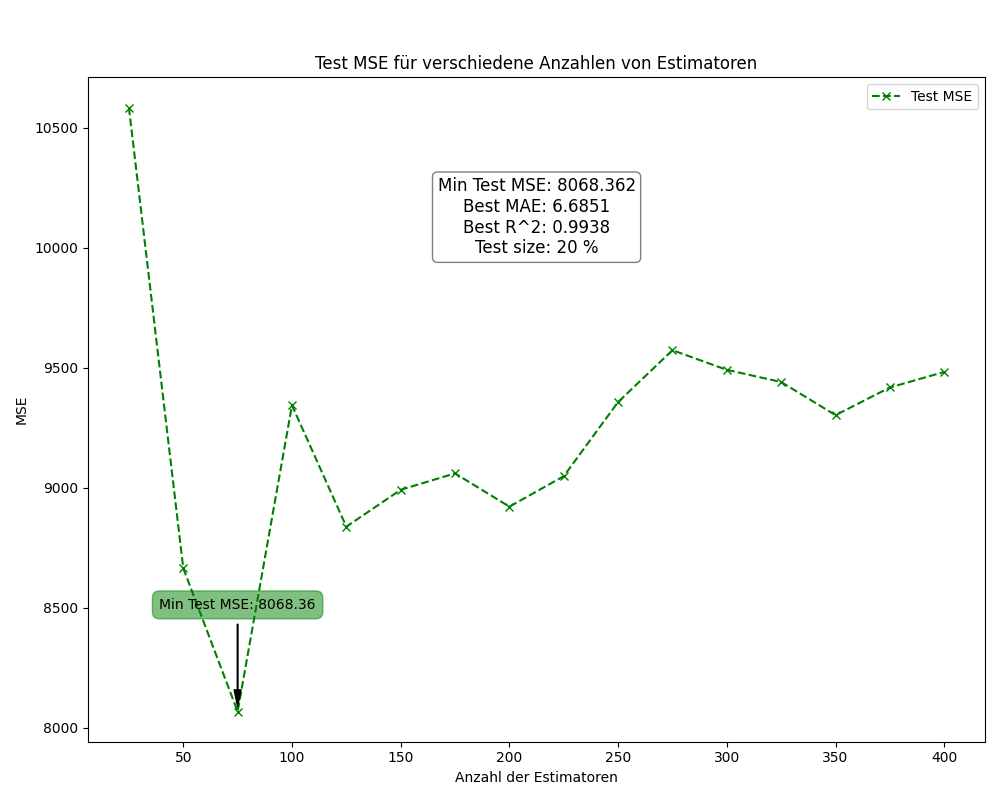 Test MSE für verschiedene Anzahlen von Estimatoren
Test MSE
10500
10000
9500
9000
8500
8000
MSE
Min Test MSE: 8068.362
Best MAE: 6.6851
Best R^2: 0.9938
Test size: 20 %
Min Test MSE: 8068.36
50 100 150 200 250 300 350 400
Anzahl der Estimatoren